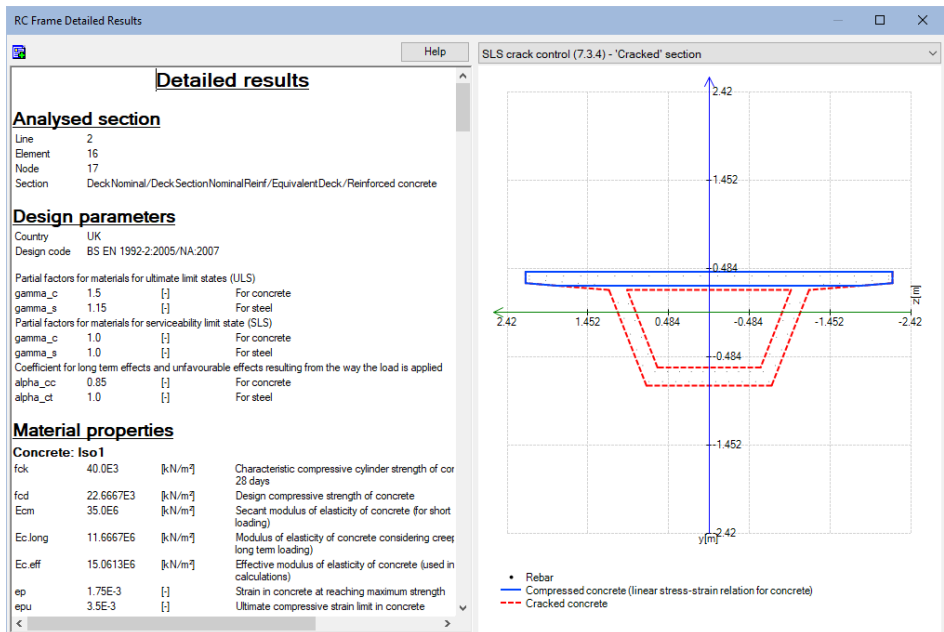 RC Frame Detailed Results
Help
Detailed results
Analysed section
Line 2
Element 16
Node 17
Section DeckNominal/DeckSectionNominalReinf/EquivalentDeck/Reinforced concrete
Design parameters
Country UK
Design code BS EN 1992-2:2005/NA:2007
Partial factors for materials for ultimate limit states (ULS)
gamma_c 1.5 [-] For concrete
gamma_s 1.15 [-] For steel
Partial factors for materials for serviceability limit state (SLS)
gamma_c 1.0 [-] For concrete
gamma_s 1.0 [-] For steel
Coefficient for long term effects and unfavourable effects resulting from the way the load is applied
alpha_cc 0.85 [-] For concrete
alpha_ct 1.0 [-] For steel
Material properties
Concrete: Iso1
fck 40.0E3 [kN/m²] Characteristic compressive cylinder strength of cor
28 days
fcd 22.6667E3 [kN/m²] Design compressive strength of concrete
Ecm 35.0E6 [kN/m²] Secant modulus of elasticity of concrete (for short
loading)
Ec.long 11.6667E6 [kN/m²] Modulus of elasticity of concrete considering creep
long term loading)
Ec.eff 15.0613E6 [kN/m²] Effective modulus of elasticity of concrete (used in
calculations)
ep 1.75E-3 [-] Strain in concrete at reaching maximum strength
epu 3.5E-3 [-] Ultimate compressive strain limit in concrete
SLS crack control (7.3.4) - 'Cracked' section
2.42
1.452
0.484
z[m]
2.42 1.452 0.484 -0.484 -1.452 -2.42
-0.484
-1.452
-2.42
y[m]
Rebar
Compressed concrete (linear stress-strain relation for concrete)
Cracked concrete